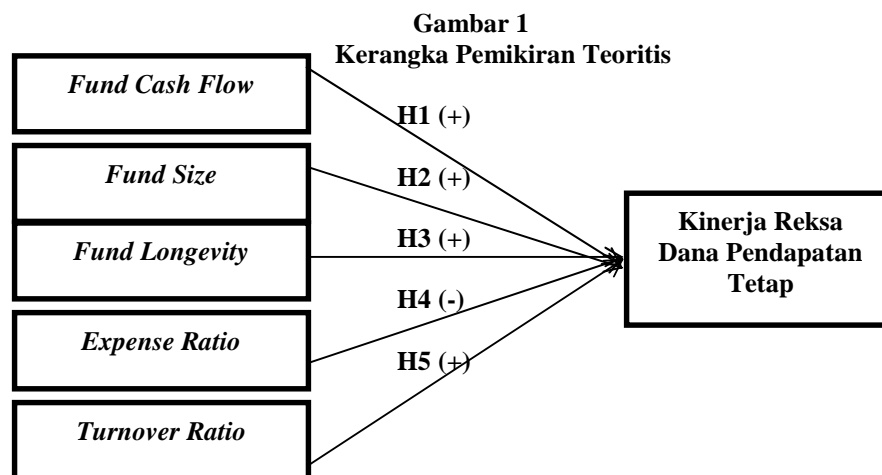 Gambar 1
Kerangka Pemikiran Teoritis
Fund Cash Flow
H1 (+)
Fund Size
H2 (+)
Fund Longevity
H3 (+)
Kinerja Reksa
Dana Pendapatan
Tetap
Expense Ratio
H4 (-)
Turnover Ratio
H5 (+)